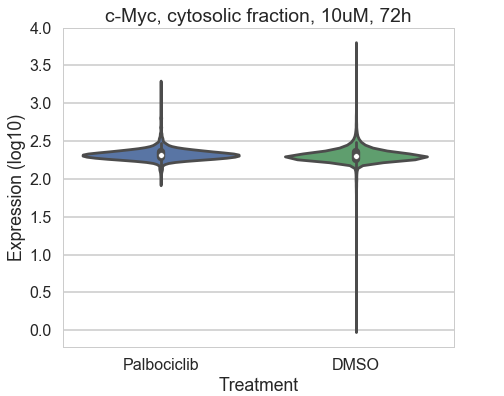 c-Myc, cytosolic fraction, 10uM, 72h
4.0
3.5
3.0
2.5
2.0
1.5
1.0
0.5
0.0
Expression (log10)
Palbociclib DMSO
Treatment